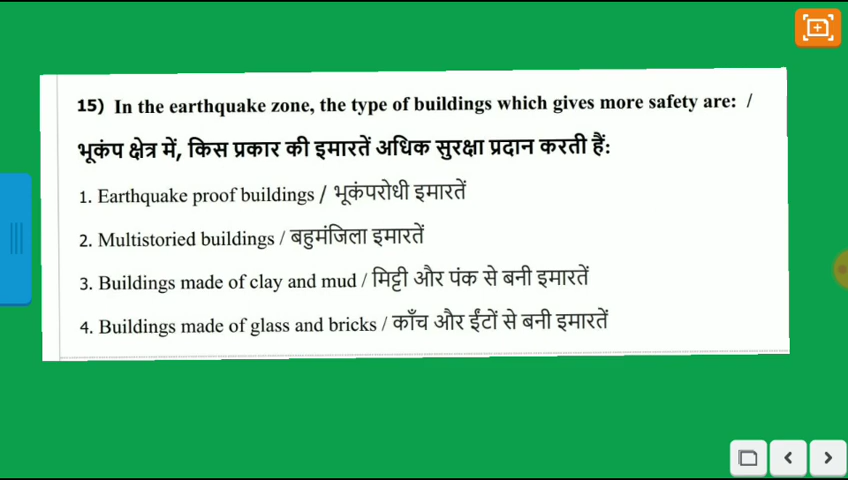 15) In the earthquake zone, the type of buildings which gives more safety are: /
भूकंप क्षेत्र में, किस प्रकार की इमारतें अधिक सुरक्षा प्रदान करती हैं:
1. Earthquake proof buildings / भूकंपरोधी इमारतें
2. Multistoried buildings / बहुमंजिला इमारतें
3. Buildings made of clay and mud / मिट्टी और पंक से बनी इमारतें
4. Buildings made of glass and bricks / काँच और ईंटों से बनी इमारतें